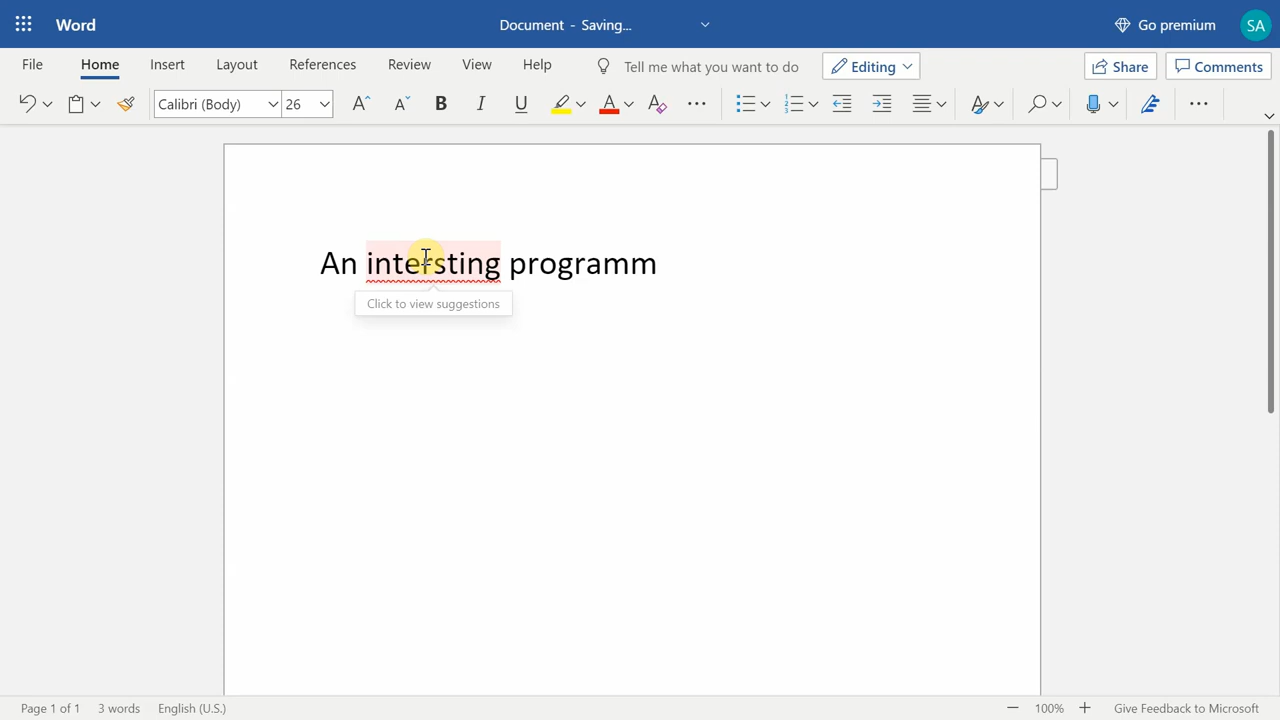 Word
Document - Saving...
Go premium
SA
File
Home
Insert
Layout
References
Review
View
Help
Tell me what you want to do
Editing
Share
Comments
Calibri (Body)
26
An intersting programm
Click to view suggestions
Page 1 of 1
3 words
English (U.S.)
100%
Give Feedback to Microsoft